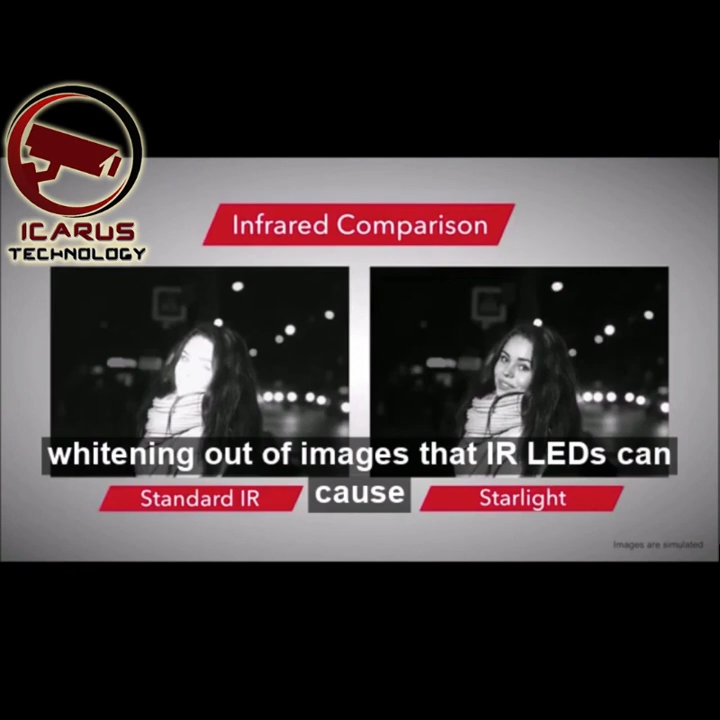 ICARUS
TECHNOLOGY
Infrared Comparison
whitening out of images that IR LEDs can
cause
Standard IR
Starlight
Images are simulated